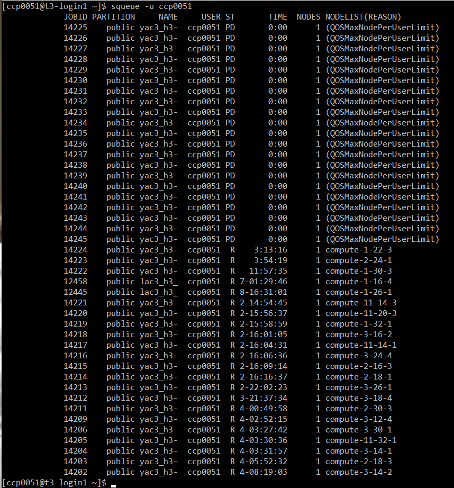 [ccp0051@t3-login1 ~]$ squeue -u ccp0051
JOBID PARTITION NAME USER ST TIME NODES NODELIST(REASON)
14225 public yac3_h3- ccp0051 PD 0:00 1 (QOSMaxNodePerUserLimit)
14226 public yac3_h3- ccp0051 PD 0:00 1 (QOSMaxNodePerUserLimit)
14227 public yac3_h3- ccp0051 PD 0:00 1 (QOSMaxNodePerUserLimit)
14228 public yac3_h3- ccp0051 PD 0:00 1 (QOSMaxNodePerUserLimit)
14229 public yac3_h3- ccp0051 PD 0:00 1 (QOSMaxNodePerUserLimit)
14230 public yac3_h3- ccp0051 PD 0:00 1 (QOSMaxNodePerUserLimit)
14231 public yac3_h3- ccp0051 PD 0:00 1 (QOSMaxNodePerUserLimit)
14232 public yac3_h3- ccp0051 PD 0:00 1 (QOSMaxNodePerUserLimit)
14233 public yac3_h3- ccp0051 PD 0:00 1 (QOSMaxNodePerUserLimit)
14234 public yac3_h3- ccp0051 PD 0:00 1 (QOSMaxNodePerUserLimit)
14235 public yac3_h3- ccp0051 PD 0:00 1 (QOSMaxNodePerUserLimit)
14236 public yac3_h3- ccp0051 PD 0:00 1 (QOSMaxNodePerUserLimit)
14237 public yac3_h3- ccp0051 PD 0:00 1 (QOSMaxNodePerUserLimit)
14238 public yac3_h3- ccp0051 PD 0:00 1 (QOSMaxNodePerUserLimit)
14239 public yac3_h3- ccp0051 PD 0:00 1 (QOSMaxNodePerUserLimit)
14240 public yac3_h3- ccp0051 PD 0:00 1 (QOSMaxNodePerUserLimit)
14241 public yac3_h3- ccp0051 PD 0:00 1 (QOSMaxNodePerUserLimit)
14242 public yac3_h3- ccp0051 PD 0:00 1 (QOSMaxNodePerUserLimit)
14243 public yac3_h3- ccp0051 PD 0:00 1 (QOSMaxNodePerUserLimit)
14244 public yac3_h3- ccp0051 PD 0:00 1 (QOSMaxNodePerUserLimit)
14245 public yac3_h3- ccp0051 PD 0:00 1 (QOSMaxNodePerUserLimit)
14224 public yac3_h3- ccp0051 R 3:13:16 1 compute-1-22-3
14223 public yac3_h3- ccp0051 R 3:54:19 1 compute-2-24-1
14222 public yac3_h3- ccp0051 R 11:57:35 1 compute-1-30-3
12458 public lac3_h3_ ccp0051 R 7-01:29:46 1 compute-1-16-4
12445 public lac3_h3_ ccp0051 R 8-16:31:01 1 compute-1-26-1
14221 public yac3_h3- ccp0051 R 2-14:54:45 1 compute-11-14-3
14220 public yac3_h3- ccp0051 R 2-15:56:37 1 compute-11-20-3
14219 public yac3_h3- ccp0051 R 2-15:58:59 1 compute-1-32-1
14218 public yac3_h3- ccp0051 R 2-16:01:05 1 compute-3-16-2
14217 public yac3_h3- ccp0051 R 2-16:04:31 1 compute-11-14-1
14216 public yac3_h3- ccp0051 R 2-16:06:36 1 compute-3-24-4
14215 public yac3_h3- ccp0051 R 2-16:09:14 1 compute-2-16-3
14214 public yac3_h3- ccp0051 R 2-16:16:37 1 compute-2-18-1
14213 public yac3_h3- ccp0051 R 2-22:02:23 1 compute-3-26-1
14212 public yac3_h3- ccp0051 R 3-21:37:34 1 compute-3-18-4
14211 public yac3_h3- ccp0051 R 4-00:49:58 1 compute-2-30-3
14209 public yac3_h3- ccp0051 R 4-02:52:15 1 compute-3-12-4
14206 public yac3_h3- ccp0051 R 4-03:27:42 1 compute-3-30-1
14205 public yac3_h3- ccp0051 R 4-03:30:36 1 compute-11-32-1
14204 public yac3_h3- ccp0051 R 4-03:31:57 1 compute-3-14-1
14203 public yac3_h3- ccp0051 R 4-05:52:32 1 compute-2-18-3
14202 public yac3_h3- ccp0051 R 4-08:19:03 1 compute-3-14-2
[ccp0051@t3-login1 ~]$